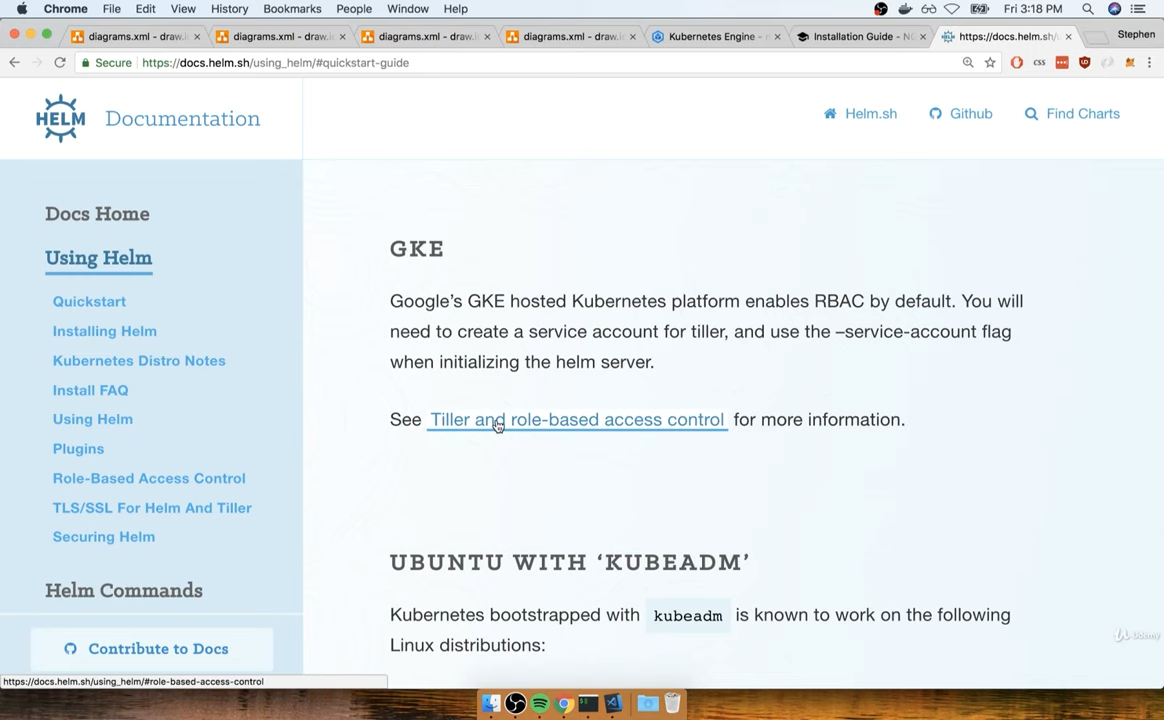 Chrome File Edit View History Bookmarks People Window Help Fri 3:18 PM
diagrams.xml - draw.i diagrams.xml - draw.i diagrams.xml - draw.i diagrams.xml - draw.i Kubernetes Engine - Installation Guide - NG https://docs.helm.sh/ Stephen
Secure https://docs.helm.sh/using_helm/#quickstart-guide css
HELM Documentation Helm.sh Github Find Charts
Docs Home
Using Helm
Quickstart
Installing Helm
Kubernetes Distro Notes
Install FAQ
Using Helm
Plugins
Role-Based Access Control
TLS/SSL For Helm And Tiller
Securing Helm
Helm Commands
Contribute to Docs
GKE
Google's GKE hosted Kubernetes platform enables RBAC by default. You will
need to create a service account for tiller, and use the –service-account flag
when initializing the helm server.
See Tiller and role-based access control for more information.
UBUNTU WITH ‘KUBEADM’
Kubernetes bootstrapped with kubeadm is known to work on the following
Linux distributions:
Udemy
https://docs.helm.sh/using_helm/#role-based-access-control